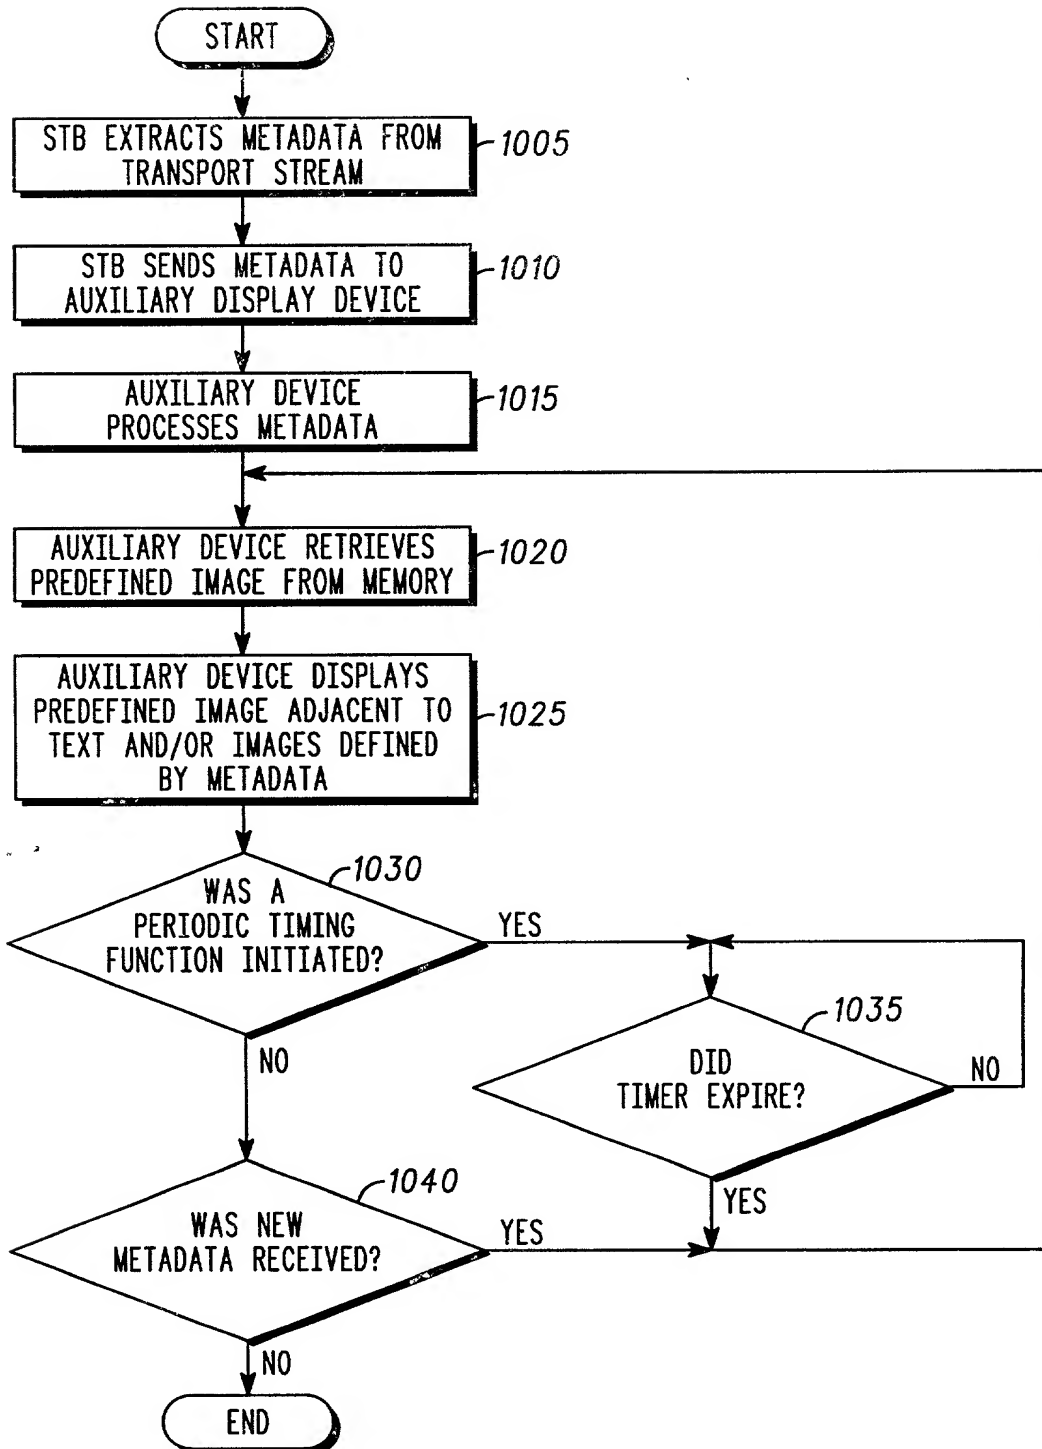 START
STB EXTRACTS METADATA FROM
TRANSPORT STREAM
1005
STB SENDS METADATA TO
AUXILIARY DISPLAY DEVICE
1010
AUXILIARY DEVICE
PROCESSES METADATA
1015
AUXILIARY DEVICE RETRIEVES
PREDEFINED IMAGE FROM MEMORY
1020
AUXILIARY DEVICE DISPLAYS
PREDEFINED IMAGE ADJACENT TO
TEXT AND/OR IMAGES DEFINED
BY METADATA
1025
WAS A
PERIODIC TIMING
FUNCTION INITIATED?
1030
YES
NO
DID
TIMER EXPIRE?
1035
NO
YES
WAS NEW
METADATA RECEIVED?
1040
YES
NO
END